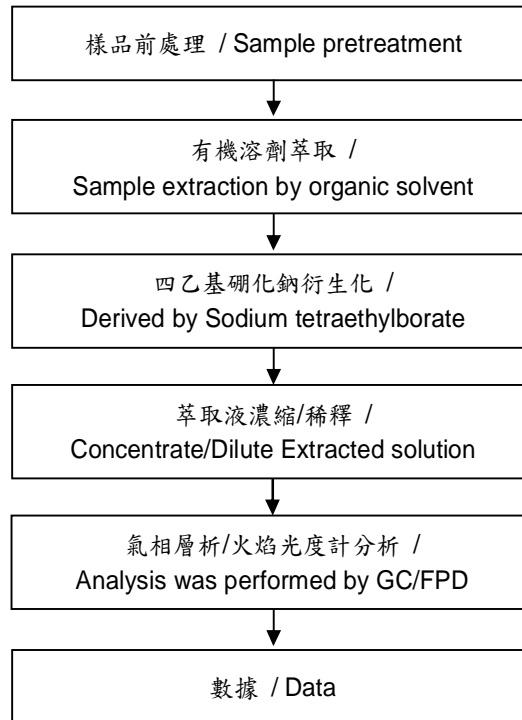 樣品前處理 / Sample pretreatment
有機溶劑萃取 /
Sample extraction by organic solvent
四乙基硼化鈉衍生化 /
Derived by Sodium tetraethylborate
萃取液濃縮/稀釋 /
Concentrate/Dilute Extracted solution
氣相層析/火焰光度計分析 /
Analysis was performed by GC/FPD
數據 / Data